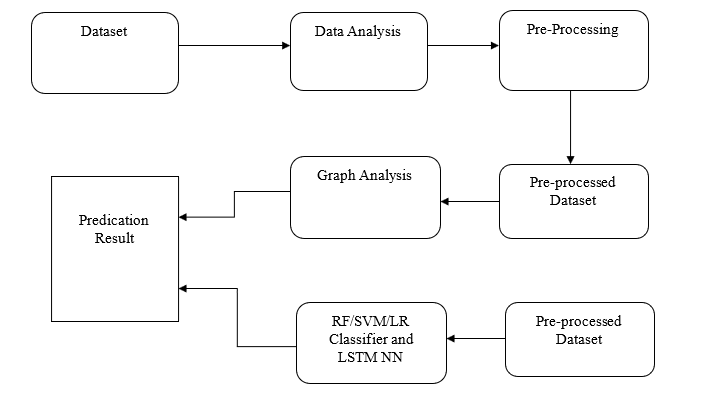 Dataset
Data Analysis
Pre-Processing
Graph Analysis
Pre-processed
Dataset
Predication
Result
RF/SVM/LR
Classifier and
LSTM NN
Pre-processed
Dataset